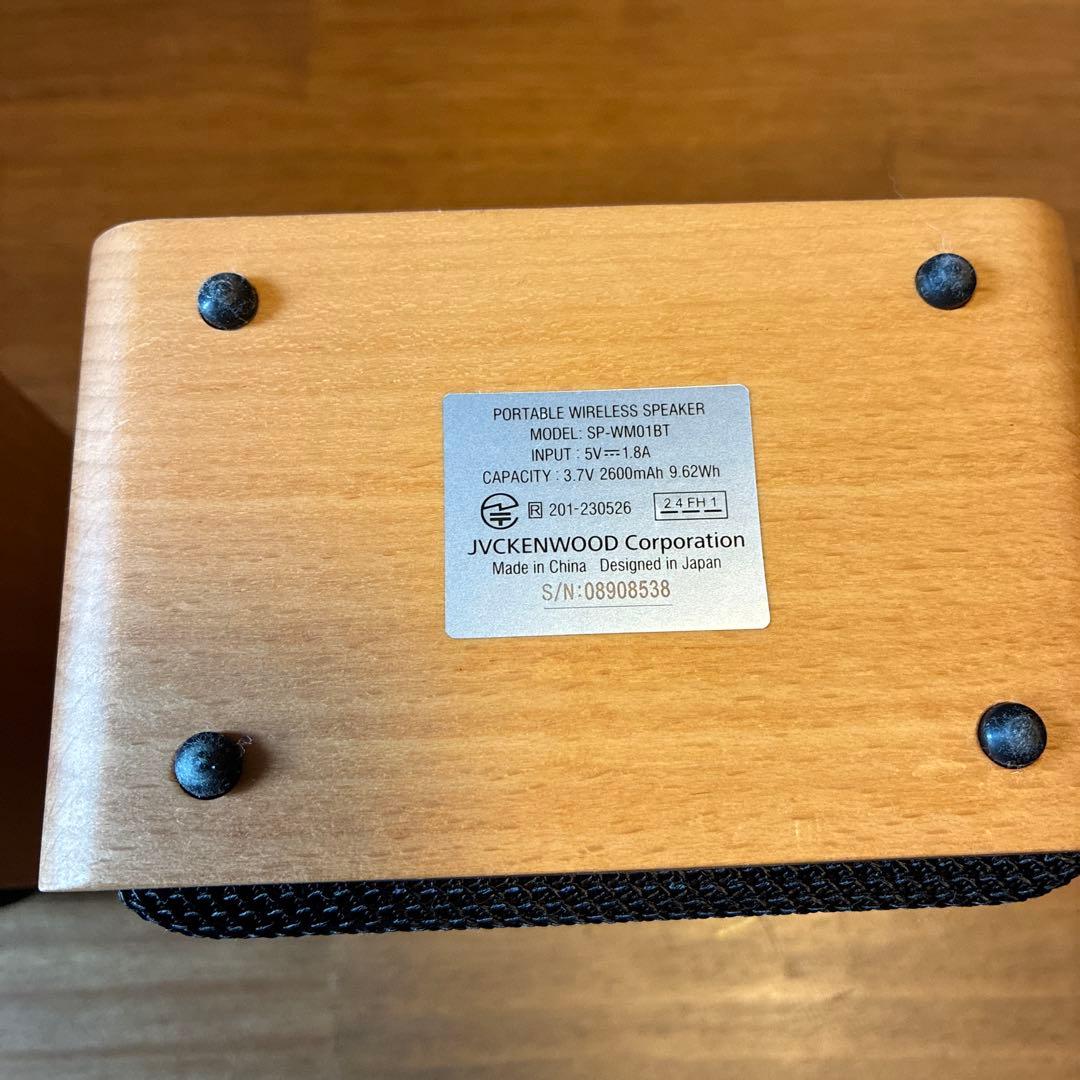 PORTABLE WIRELESS SPEAKER
MODEL: SP-WM01BT
INPUT : 5V⎓1.8A
CAPACITY : 3.7V 2600mAh 9.62Wh
R 201-230526 2.4 FH 1
JVCKENWOOD Corporation
Made in China Designed in Japan
S/N:08908538